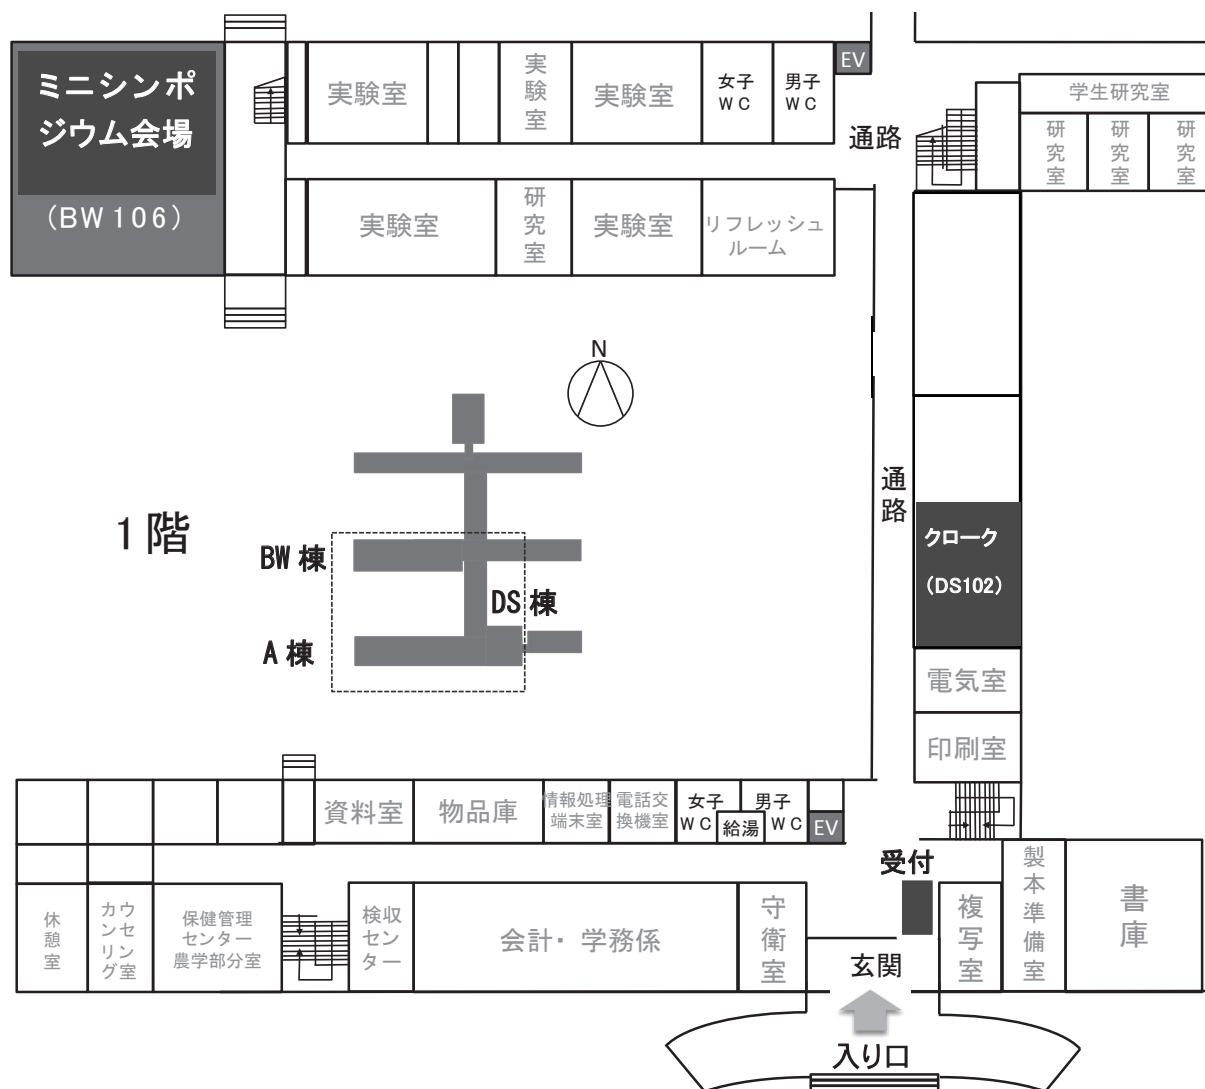 ミニシンポ
ジウム会場
(BW 106)
実験室
実験室
実験室
女子
WC
男子
WC
EV
通路
学生研究室
研究室
研究室
研究室
実験室
研究室
実験室
リフレッシュ
ルーム
N
1階
BW 棟
DS 棟
A 棟
通路
クローク
(DS102)
電気室
印刷室
資料室
物品庫
情報処理
端末室
電話交
換機室
女子
WC
給湯
男子
WC
EV
受付
休憩室
カウンセリング室
保健管理
センター
農学部分室
検収
センター
会計・学務係
守衛室
玄関
複写室
製本準備室
書庫
入り口